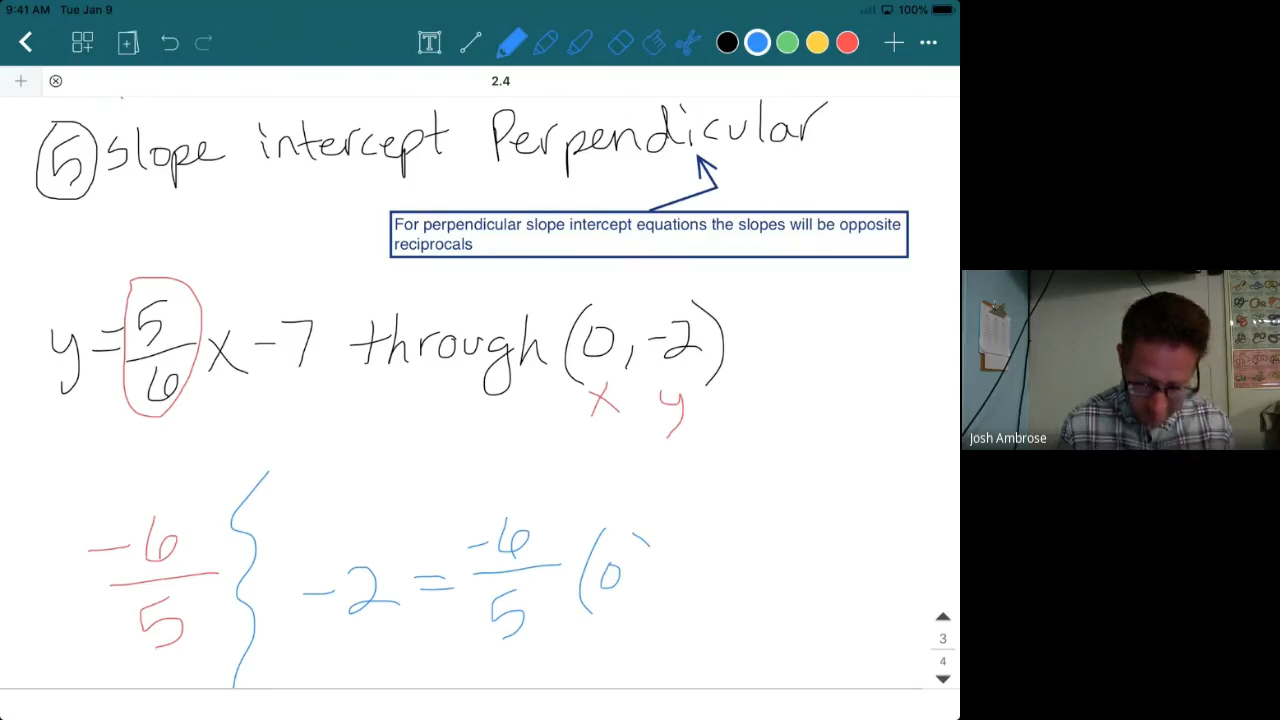 9:41 AM Tue Jan 9
100%
T
2.4
5 Slope intercept Perpendicular
For perpendicular slope intercept equations the slopes will be opposite
reciprocals
y = 5/6 x - 7 through (0, -2)
x y
-6/5 { -2 = -6/5 (0)
3
4
Josh Ambrose